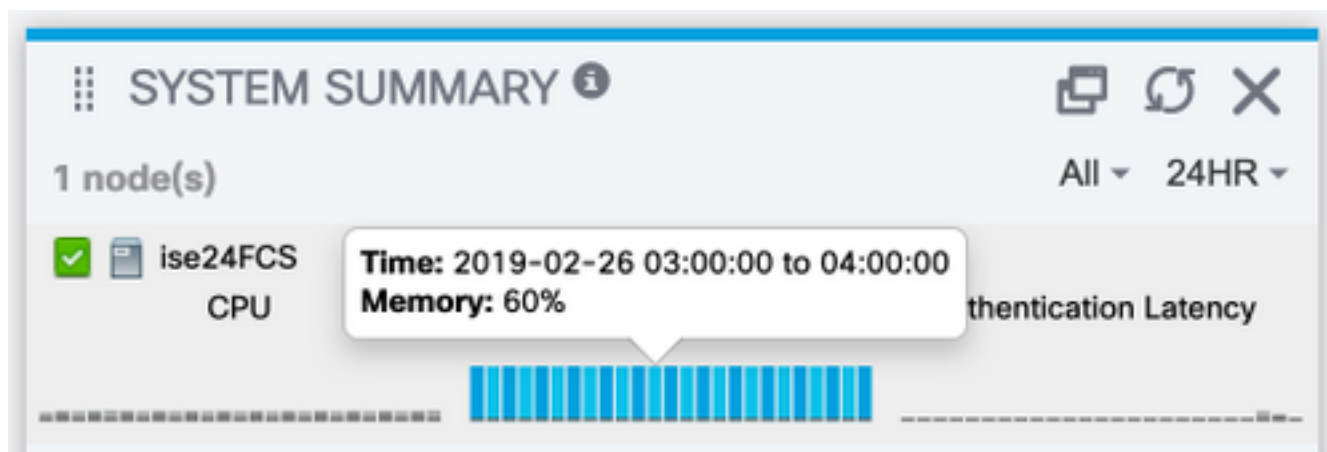 SYSTEM SUMMARY
1 node(s)
All 24HR
ise24FCS
Time: 2019-02-26 03:00:00 to 04:00:00
Memory: 60%
CPU
thentication Latency